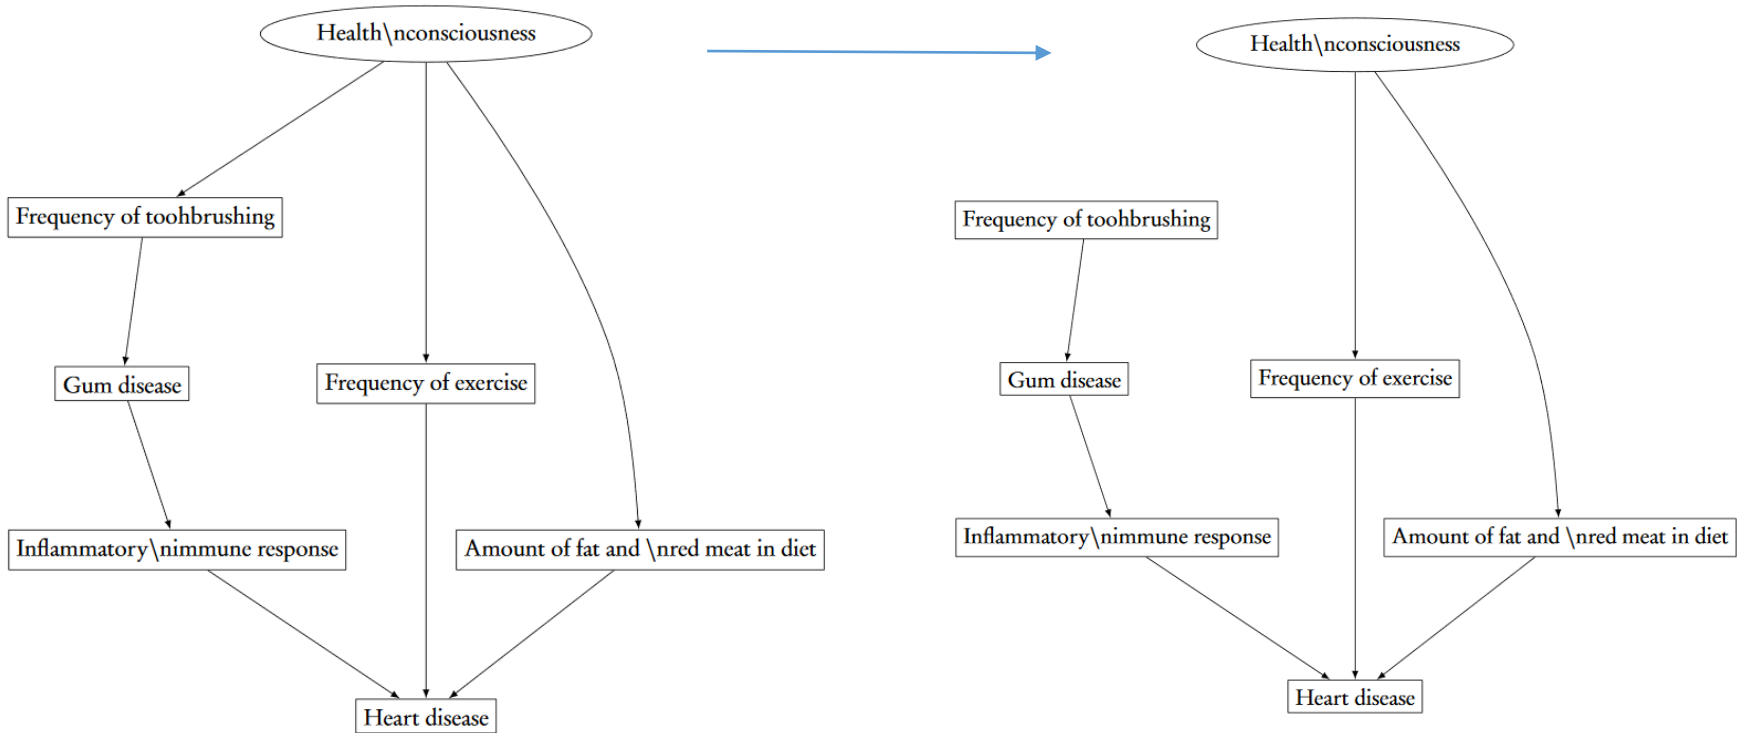 Health\nconsciousness
Frequency of toohbrushing
Gum disease
Frequency of exercise
Inflammatory\nimmune response
Amount of fat and \nred meat in diet
Heart disease
Health\nconsciousness
Frequency of toohbrushing
Gum disease
Frequency of exercise
Inflammatory\nimmune response
Amount of fat and \nred meat in diet
Heart disease